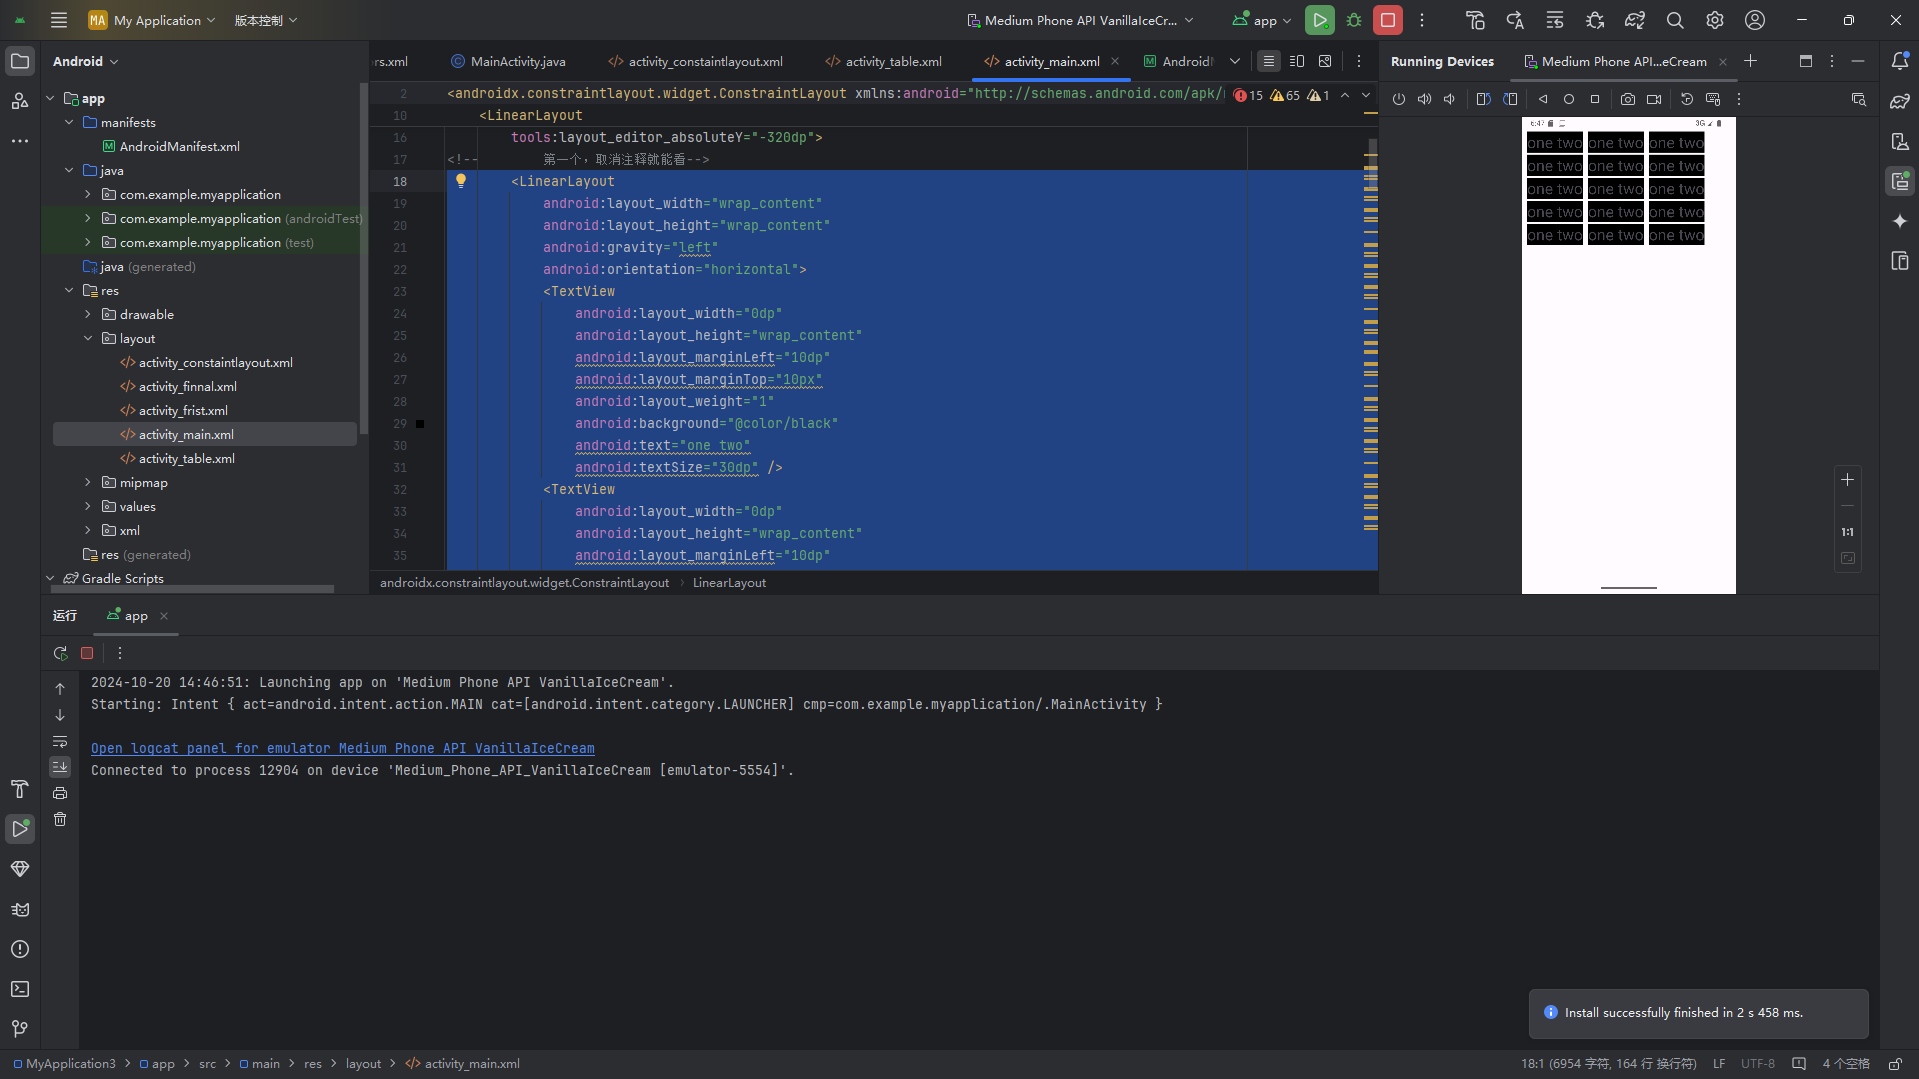 MA My Application 版本控制 Medium Phone API VanillaIceCr... app
Android
app
manifests
AndroidManifest.xml
java
com.example.myapplication
com.example.myapplication (androidTest)
com.example.myapplication (test)
java (generated)
res
drawable
layout
activity_constaintlayout.xml
activity_finnal.xml
activity_frist.xml
activity_main.xml
activity_table.xml
mipmap
values
xml
res (generated)
Gradle Scripts
rs.xml MainActivity.java activity_constaintlayout.xml activity_table.xml activity_main.xml Android
15 65 1
2 <androidx.constraintlayout.widget.ConstraintLayout xmlns:android="http://schemas.android.com/apk/
10 <LinearLayout
16 tools:layout_editor_absoluteY="-320dp">
17 <!-- 第一个，取消注释就能看-->
18 <LinearLayout
19 android:layout_width="wrap_content"
20 android:layout_height="wrap_content"
21 android:gravity="left"
22 android:orientation="horizontal">
23 <TextView
24 android:layout_width="0dp"
25 android:layout_height="wrap_content"
26 android:layout_marginLeft="10dp"
27 android:layout_marginTop="10px"
28 android:layout_weight="1"
29 android:background="@color/black"
30 android:text="one two"
31 android:textSize="30dp" />
32 <TextView
33 android:layout_width="0dp"
34 android:layout_height="wrap_content"
35 android:layout_marginLeft="10dp"
androidx.constraintlayout.widget.ConstraintLayout LinearLayout
Running Devices Medium Phone API...eCream
6:47 3G
one two one two one two
one two one two one two
one two one two one two
one two one two one two
one two one two one two
1:1
运行 app
2024-10-20 14:46:51: Launching app on 'Medium Phone API VanillaIceCream'.
Starting: Intent { act=android.intent.action.MAIN cat=[android.intent.category.LAUNCHER] cmp=com.example.myapplication/.MainActivity }
Open logcat panel for emulator Medium Phone API VanillaIceCream
Connected to process 12904 on device 'Medium_Phone_API_VanillaIceCream [emulator-5554]'.
Install successfully finished in 2 s 458 ms.
MyApplication3 app src main res layout activity_main.xml
18:1 (6954 字符, 164 行 换行符) LF UTF-8 4 个空格